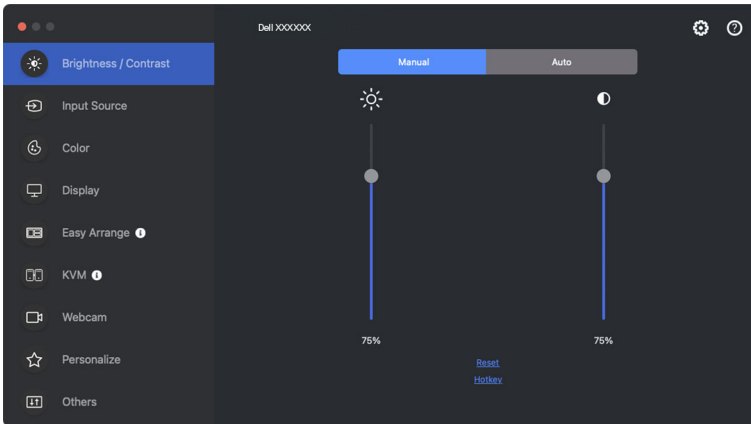 Dell XXXXXX
Brightness / Contrast
Input Source
Color
Display
Easy Arrange
KVM
Webcam
Personalize
Others
Manual
Auto
75%
75%
Reset
Hotkey